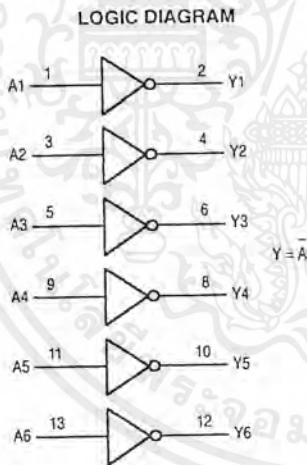 LOGIC DIAGRAM
A1 1 2 Y1
A2 3 4 Y2
A3 5 6 Y3
Y = A̅
A4 9 8 Y4
A5 11 10 Y5
A6 13 12 Y6